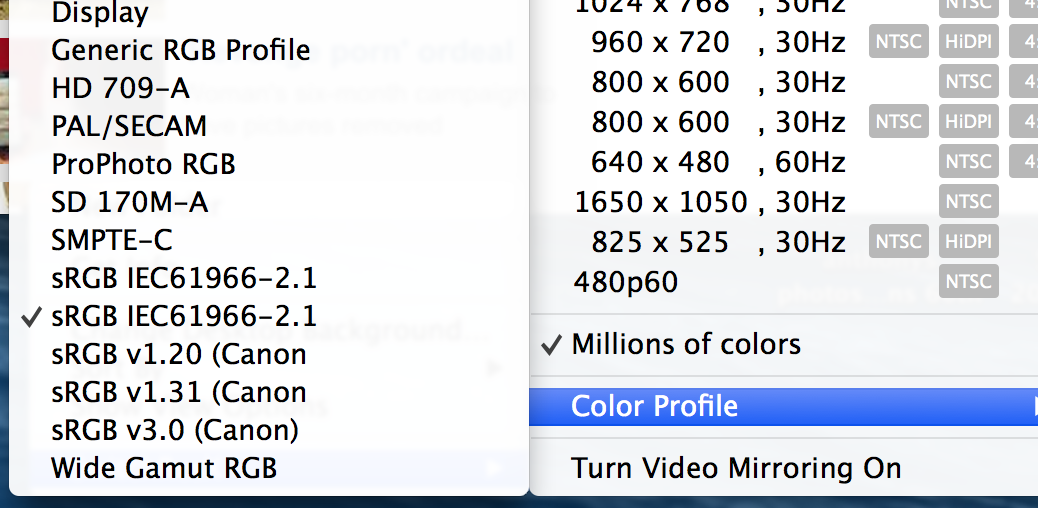 Display
Generic RGB Profile
HD 709-A
PAL/SECAM
ProPhoto RGB
SD 170M-A
SMPTE-C
sRGB IEC61966-2.1
✓ sRGB IEC61966-2.1
sRGB v1.20 (Canon
sRGB v1.31 (Canon
sRGB v3.0 (Canon)
Wide Gamut RGB
1024 x 768 , 30Hz NTSC
960 x 720 , 30Hz NTSC HiDPI
800 x 600 , 30Hz NTSC
800 x 600 , 30Hz NTSC HiDPI
640 x 480 , 60Hz NTSC
1650 x 1050 , 30Hz NTSC
825 x 525 , 30Hz NTSC HiDPI
480p60 NTSC
✓ Millions of colors
Color Profile
Turn Video Mirroring On